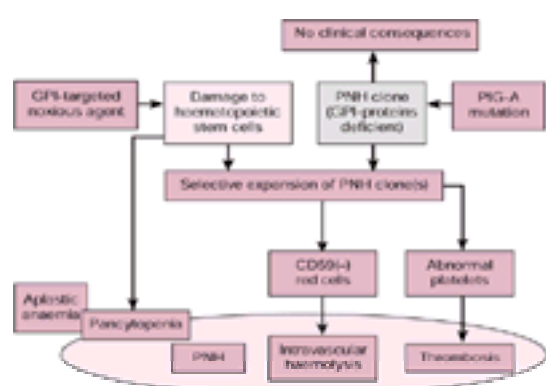 No clinical consequences
GPI-targeted
noxious agent
Damage to
haematopoietic
stem cells
PNH clone
(GPI-proteins
deficient)
PIG-A
mutation
Selective expansion of PNH clone(s)
CD59(-)
red cells
Abnormal
platelets
Aplastic
anaemia
Pancytopenia
PNH
Intravascular
haemolysis
Thrombosis